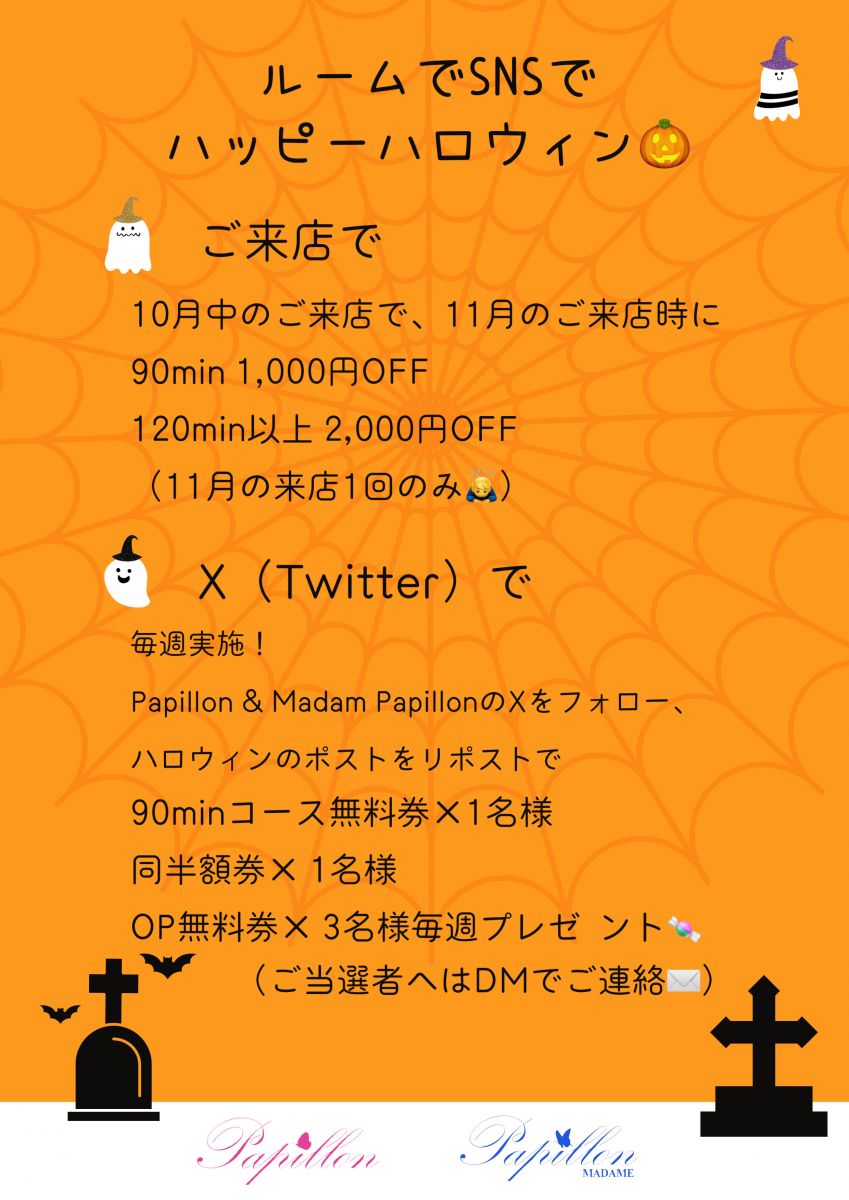 ルームでSNSで
ハッピーハロウィン🎃
ご来店で
10月中のご来店で、11月のご来店時に
90min 1,000円OFF
120min以上 2,000円OFF
（11月の来店1回のみ🙇）
X（Twitter）で
毎週実施！
Papillon & Madam PapillonのXをフォロー、
ハロウィンのポストをリポストで
90minコース無料券×1名様
同半額券× 1名様
OP無料券× 3名様毎週プレゼ ント🍬
（ご当選者へはDMでご連絡✉️）
Papillon
Papillon
MADAME